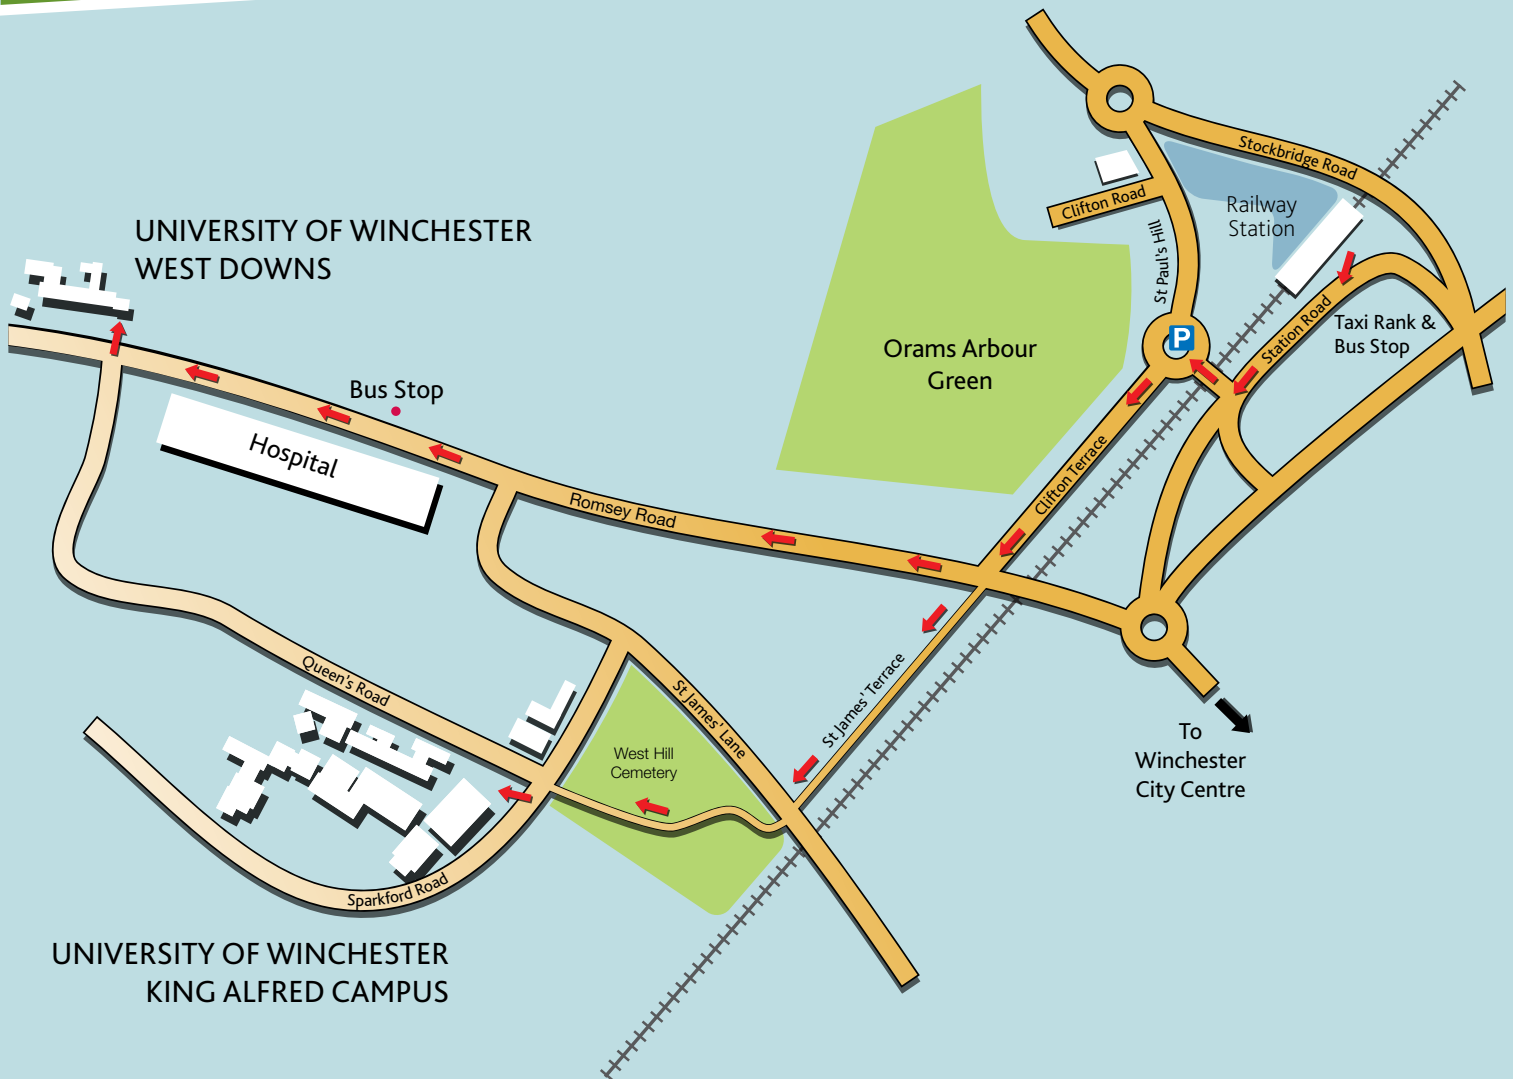 Stockbridge Road
Clifton Road
Railway
Station
St Paul's Hill
UNIVERSITY OF WINCHESTER
WEST DOWNS
P
Station Road
Taxi Rank &
Bus Stop
Orams Arbour
Green
Bus Stop
Hospital
Clifton Terrace
Romsey Road
Queen's Road
St James' Lane
St James' Terrace
West Hill
Cemetery
To
Winchester
City Centre
Sparkford Road
UNIVERSITY OF WINCHESTER
KING ALFRED CAMPUS